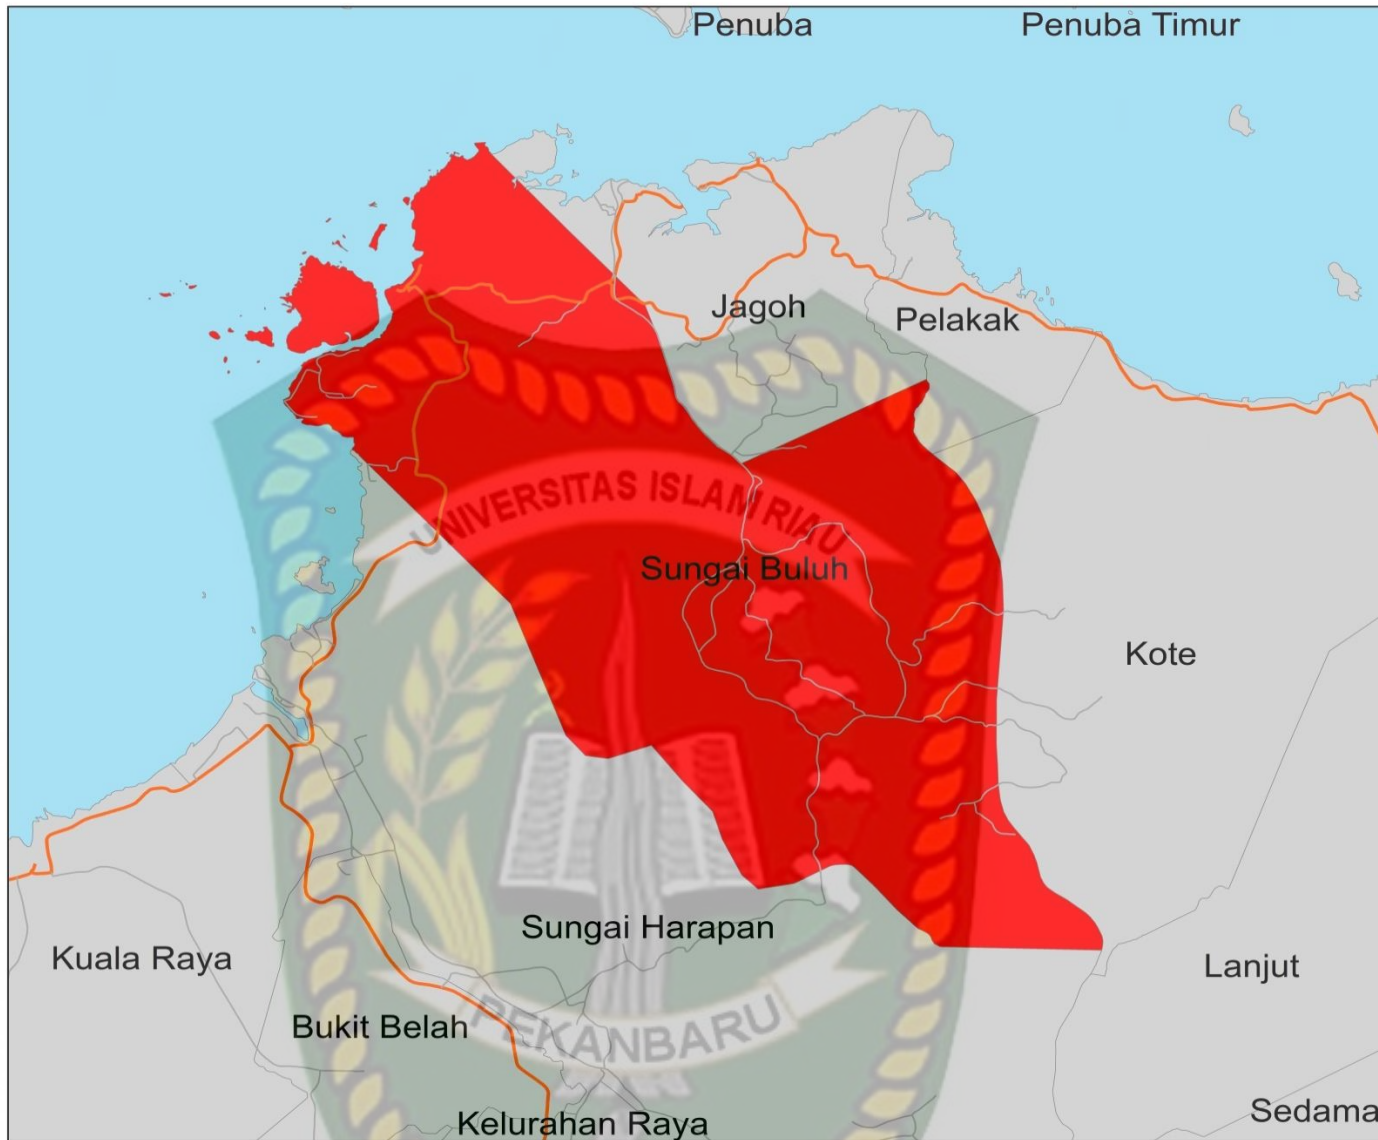 Penuba
Penuba Timur
Jagoh
Pelakak
UNIVERSITAS ISLAM RIAU
Sungai Buluh
Kote
Sungai Harapan
Kuala Raya
Lanjut
Bukit Belah
PEKANBARU
Kelurahan Raya
Sedama